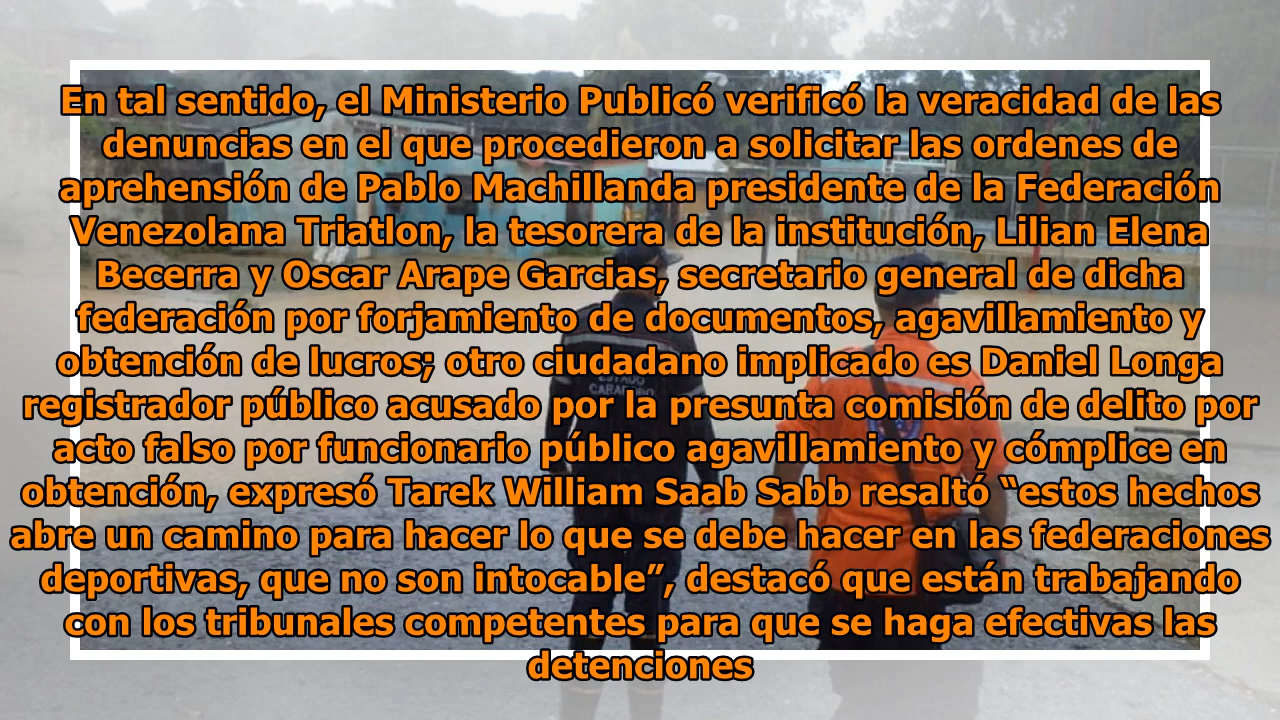 En tal sentido, el Ministerio Publicó verificó la veracidad de las
denuncias en el que procedieron a solicitar las ordenes de
aprehensión de Pablo Machillanda presidente de la Federación
Venezolana Triatlon, la tesorera de la institución, Lilian Elena
Becerra y Oscar Arape Garcias, secretario general de dicha
federación por forjamiento de documentos, agavillamiento y
obtención de lucros; otro ciudadano implicado es Daniel Longa
registrador público acusado por la presunta comisión de delito por
acto falso por funcionario público agavillamiento y cómplice en
obtención, expresó Tarek William Saab Sabb resaltó “estos hechos
abre un camino para hacer lo que se debe hacer en las federaciones
deportivas, que no son intocable”, destacó que están trabajando
con los tribunales competentes para que se haga efectivas las
detenciones
ESTADO
CARABOBO